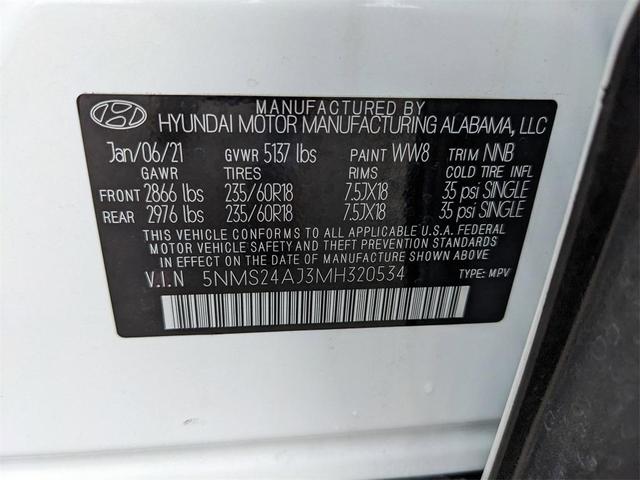 MANUFACTURED BY
HYUNDAI MOTOR MANUFACTURING ALABAMA, LLC
Jan/06/21 GVWR 5137 lbs PAINT WW8 TRIM NNB
GAWR TIRES RIMS COLD TIRE INFL
FRONT 2866 lbs 235/60R18 7.5JX18 35 psi SINGLE
REAR 2976 lbs 235/60R18 7.5JX18 35 psi SINGLE
THIS VEHICLE CONFORMS TO ALL APPLICABLE U.S.A. FEDERAL
MOTOR VEHICLE SAFETY AND THEFT PREVENTION STANDARDS
IN EFFECT ON THE DATE OF MANUFACTURE SHOWN ABOVE.
V.I.N 5NMS24AJ3MH320534 TYPE: MPV